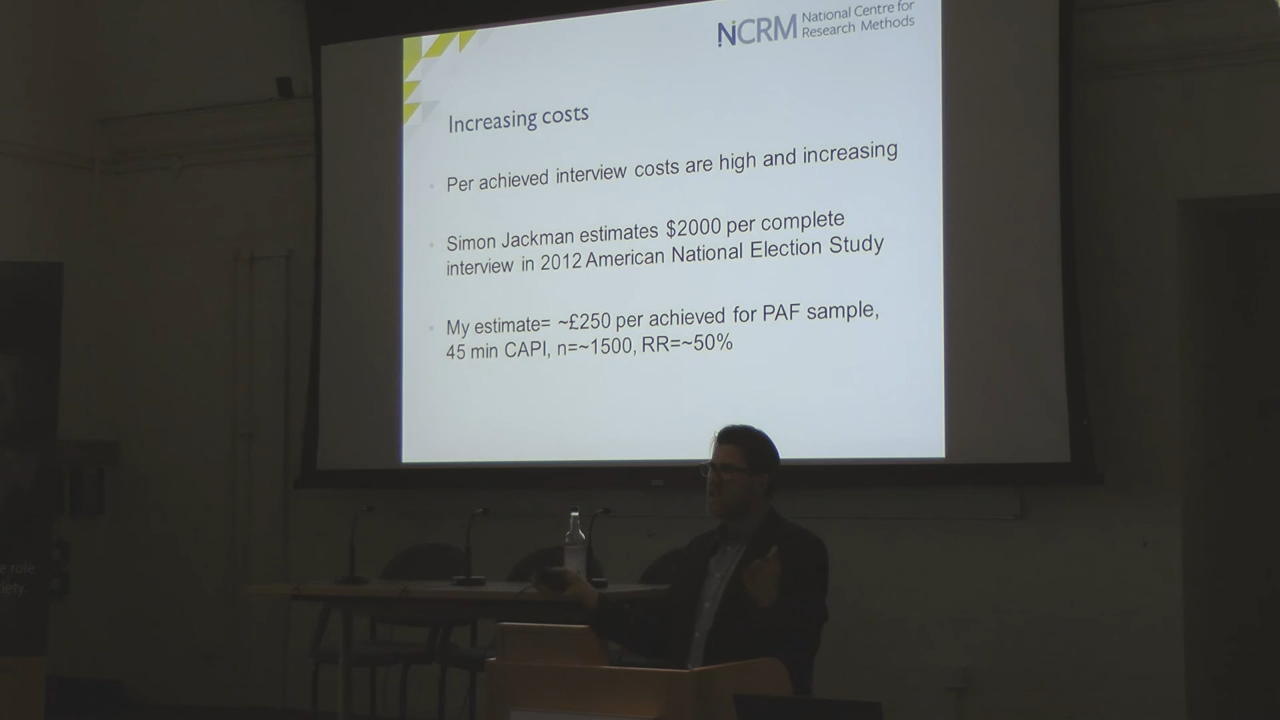 NCRM National Centre for
Research Methods
Increasing costs
Per achieved interview costs are high and increasing
Simon Jackman estimates $2000 per complete
interview in 2012 American National Election Study
My estimate= ~£250 per achieved for PAF sample,
45 min CAPI, n=~1500, RR=~50%
e role
iety.